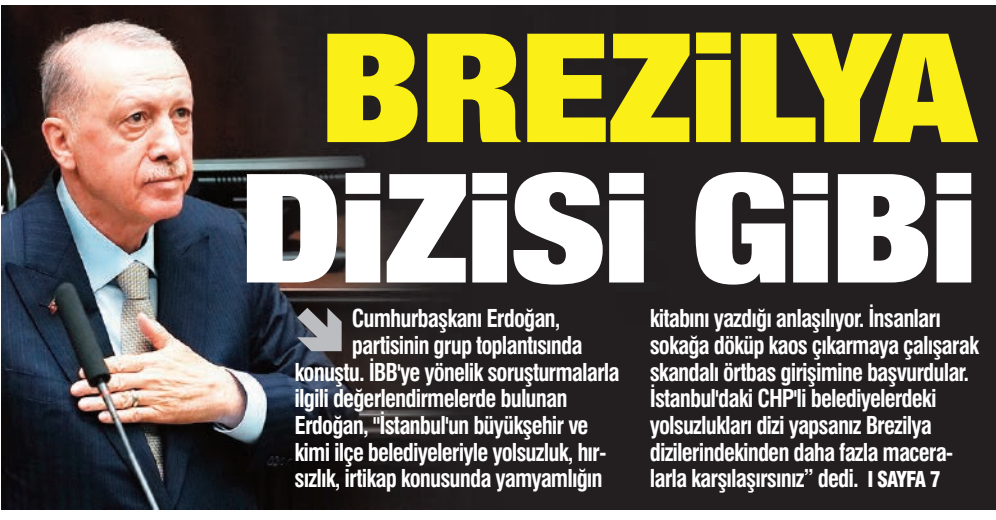 BREZİLYA
DİZİSİ GİBİ
Cumhurbaşkanı Erdoğan,
partisinin grup toplantısında
konuştu. İBB'ye yönelik soruşturmalarla
ilgili değerlendirmelerde bulunan
Erdoğan, "İstanbul'un büyükşehir ve
kimi ilçe belediyeleriyle yolsuzluk, hır-
sızlık, irtikap konusunda yamyamlığın
kitabını yazdığı anlaşılıyor. İnsanları
sokağa döküp kaos çıkarmaya çalışarak
skandalı örtbas girişimine başvurdular.
İstanbul'daki CHP'li belediyelerdeki
yolsuzlukları dizi yapsanız Brezilya
dizilerindekinden daha fazla macera-
larla karşılaşırsınız” dedi. I SAYFA 7